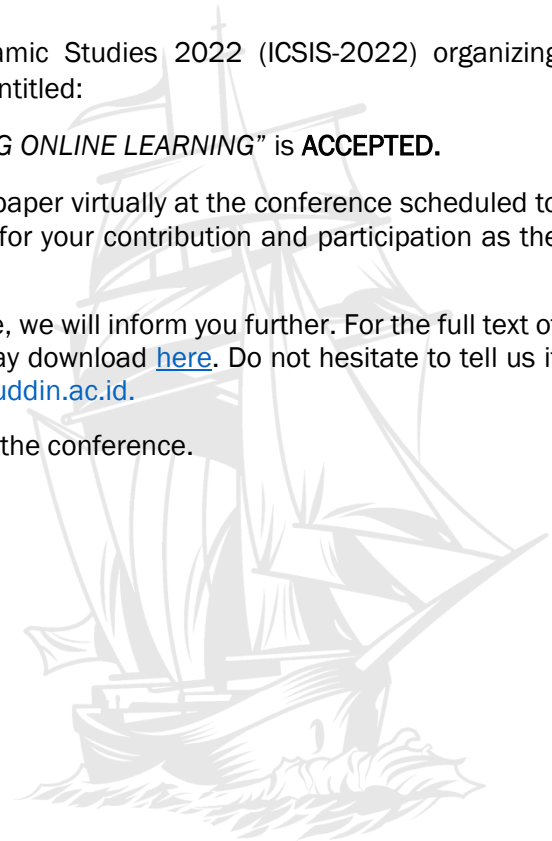 amic Studies 2022 (ICSIS-2022) organizing
ntitled:
G ONLINE LEARNING” is ACCEPTED.
paper virtually at the conference scheduled to
for your contribution and participation as the
e, we will inform you further. For the full text of
ay download here. Do not hesitate to tell us if
uddin.ac.id.
the conference.